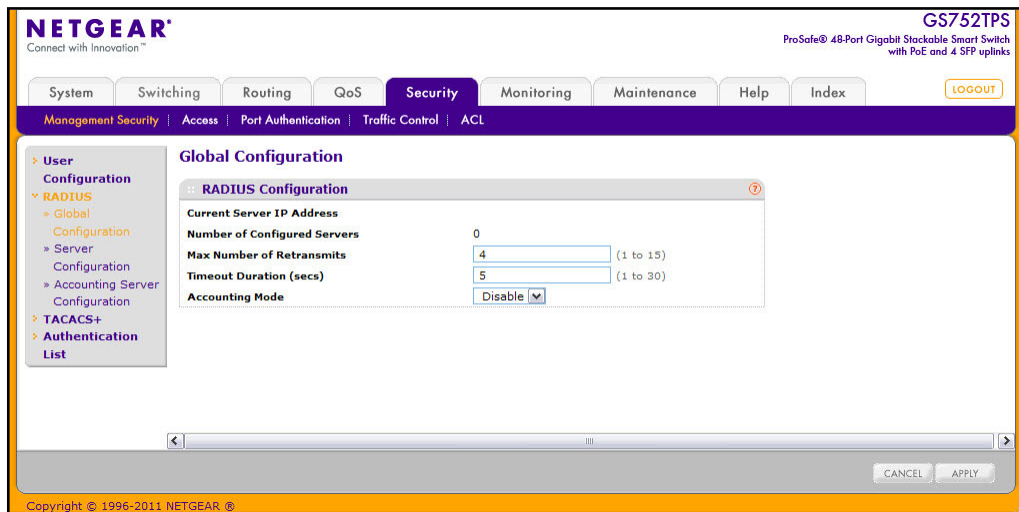 NETGEAR®
Connect with Innovation™
GS752TPS
ProSafe® 48-Port Gigabit Stackable Smart Switch
with PoE and 4 SFP uplinks
System Switching Routing QoS Security Monitoring Maintenance Help Index LOGOUT
Management Security Access Port Authentication Traffic Control ACL
User
Configuration
RADIUS
» Global
Configuration
» Server
Configuration
» Accounting Server
Configuration
TACACS+
Authentication
List
Global Configuration
RADIUS Configuration ?
Current Server IP Address
Number of Configured Servers 0
Max Number of Retransmits 4 (1 to 15)
Timeout Duration (secs) 5 (1 to 30)
Accounting Mode Disable
CANCEL APPLY
Copyright © 1996-2011 NETGEAR ®